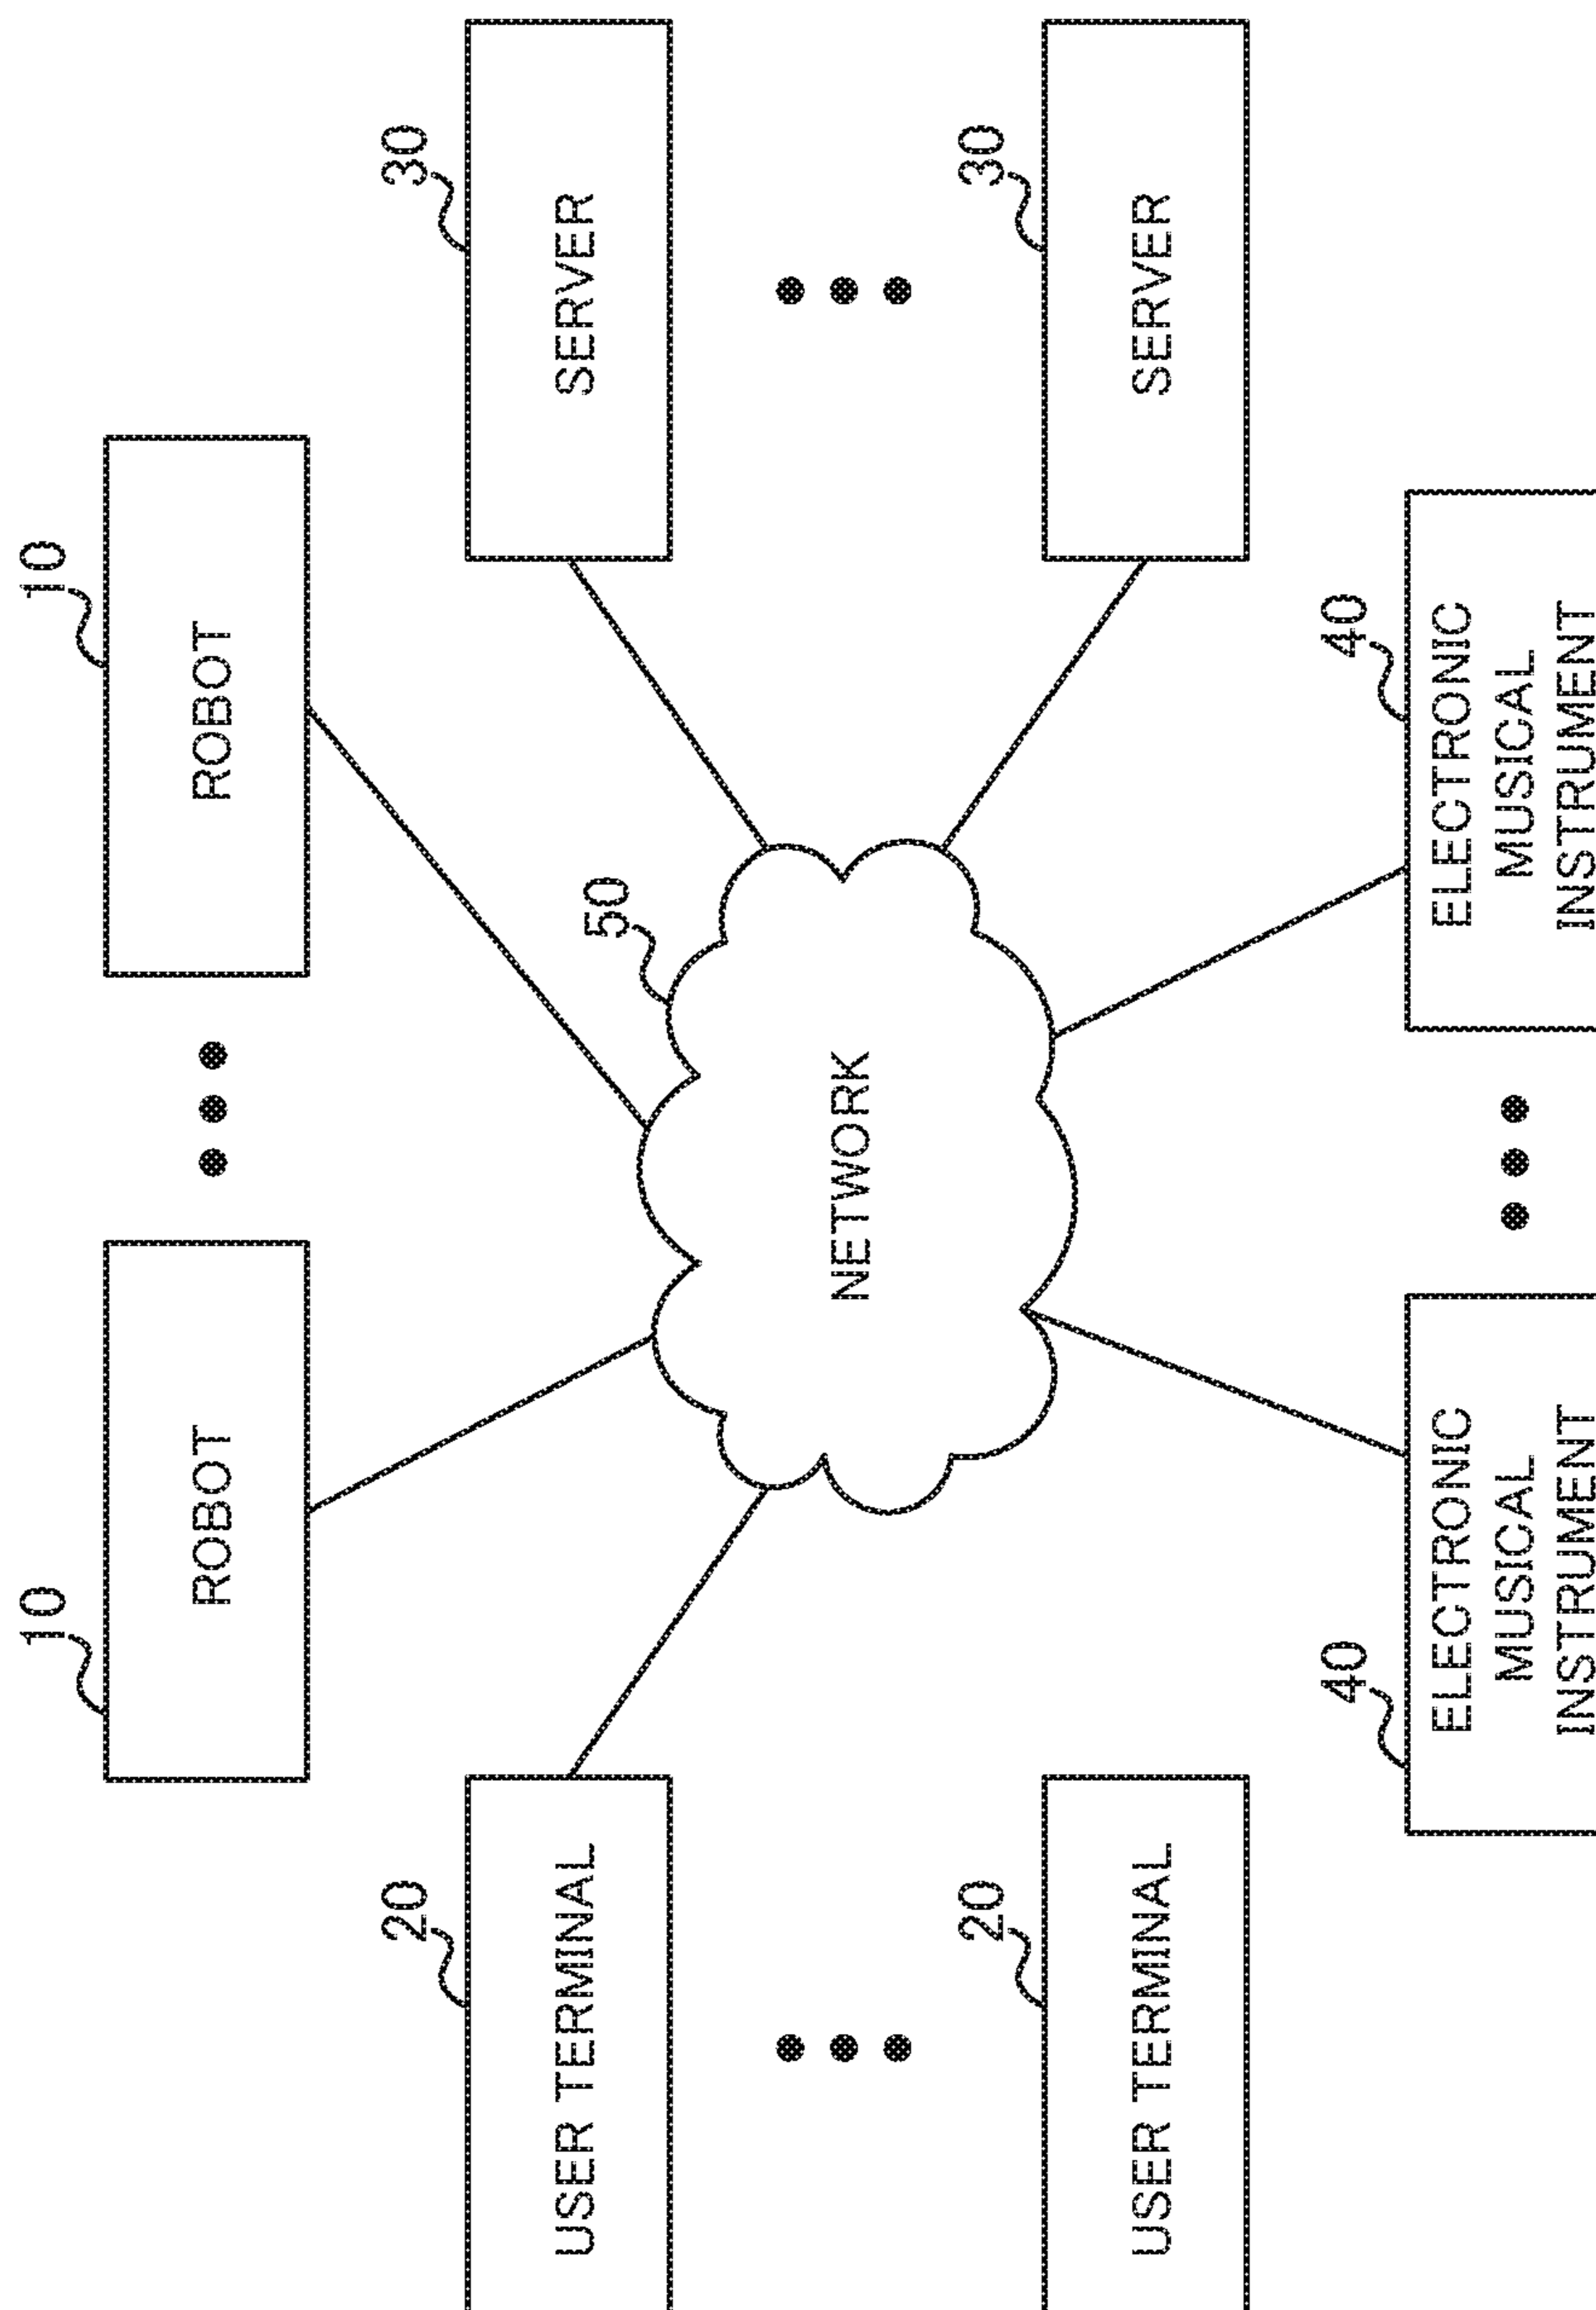 10
10
ROBOT
ROBOT
20
30
USER TERMINAL
SERVER
50
NETWORK
20
30
USER TERMINAL
SERVER
40
40
ELECTRONIC
MUSICAL
INSTRUMENT
ELECTRONIC
MUSICAL
INSTRUMENT